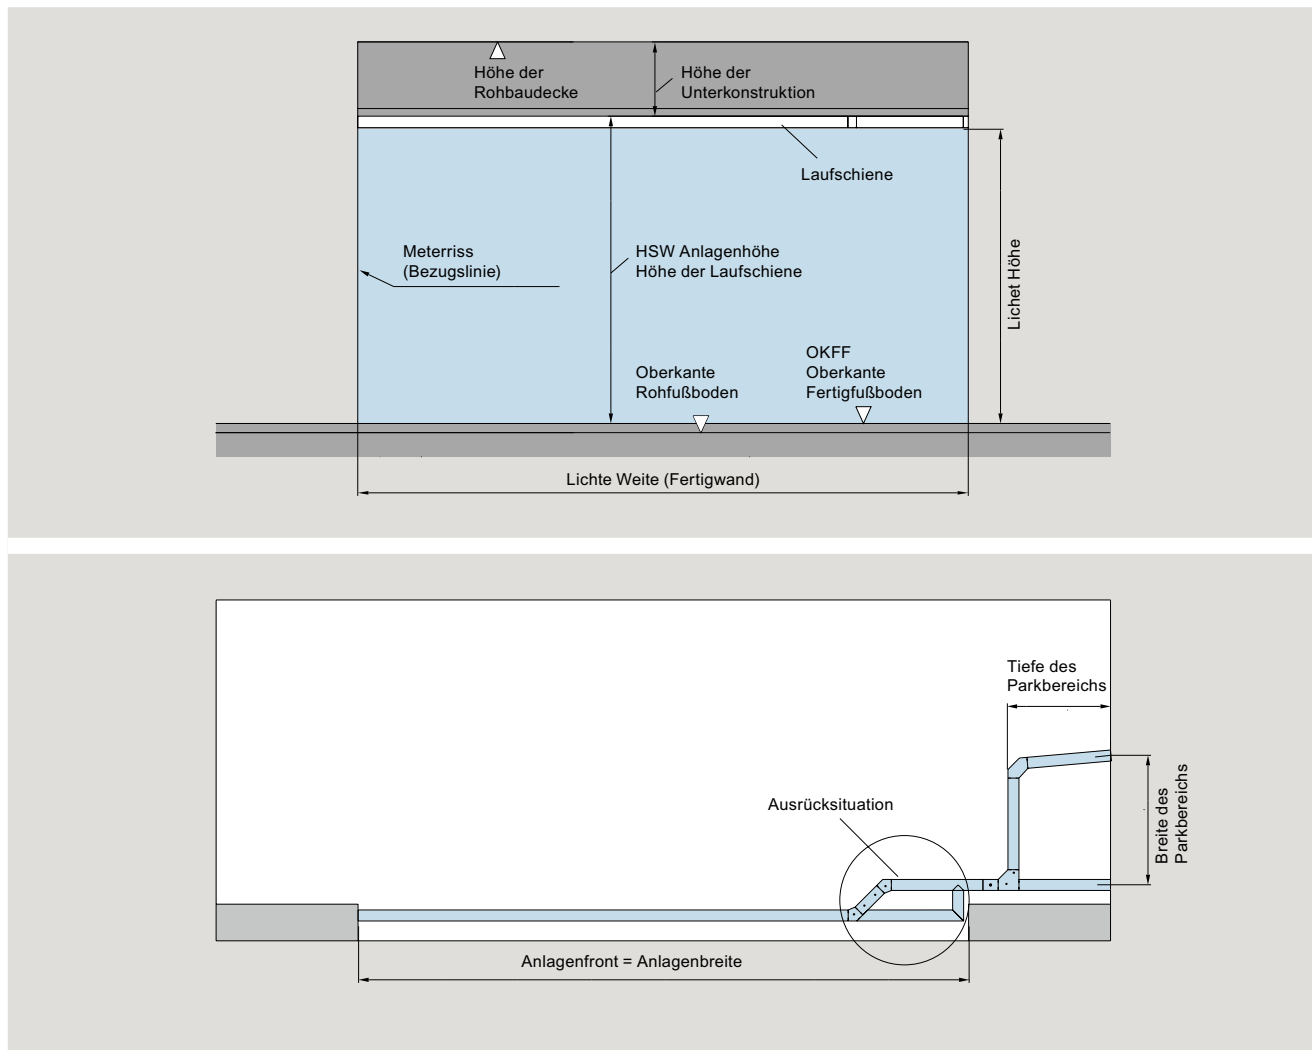 Höhe der
Rohbaudecke
Höhe der
Unterkonstruktion
Laufschiene
Meterriss
(Bezugslinie)
HSW Anlagenhöhe
Höhe der Laufschiene
Lichet Höhe
Oberkante
Rohfußboden
OKFF
Oberkante
Fertigfußboden
Lichte Weite (Fertigwand)
Tiefe des
Parkbereichs
Ausrücksituation
Breite des
Parkbereichs
Anlagenfront = Anlagenbreite